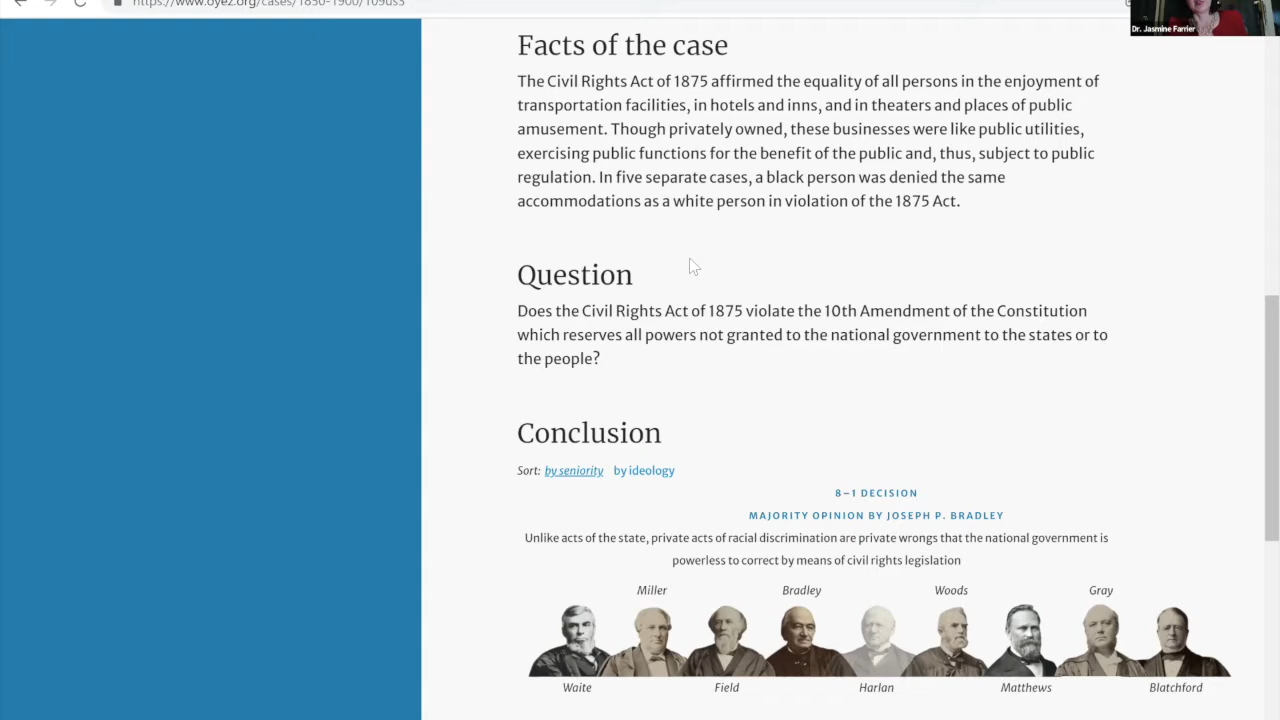 https://www.oyez.org/cases/1850-1900/109us3
Dr. Jasmine Farrier
Facts of the case
The Civil Rights Act of 1875 affirmed the equality of all persons in the enjoyment of
transportation facilities, in hotels and inns, and in theaters and places of public
amusement. Though privately owned, these businesses were like public utilities,
exercising public functions for the benefit of the public and, thus, subject to public
regulation. In five separate cases, a black person was denied the same
accommodations as a white person in violation of the 1875 Act.
Question
Does the Civil Rights Act of 1875 violate the 10th Amendment of the Constitution
which reserves all powers not granted to the national government to the states or to
the people?
Conclusion
Sort: by seniority by ideology
8–1 DECISION
MAJORITY OPINION BY JOSEPH P. BRADLEY
Unlike acts of the state, private acts of racial discrimination are private wrongs that the national government is
powerless to correct by means of civil rights legislation
Miller Bradley Woods Gray
Waite Field Harlan Matthews Blatchford